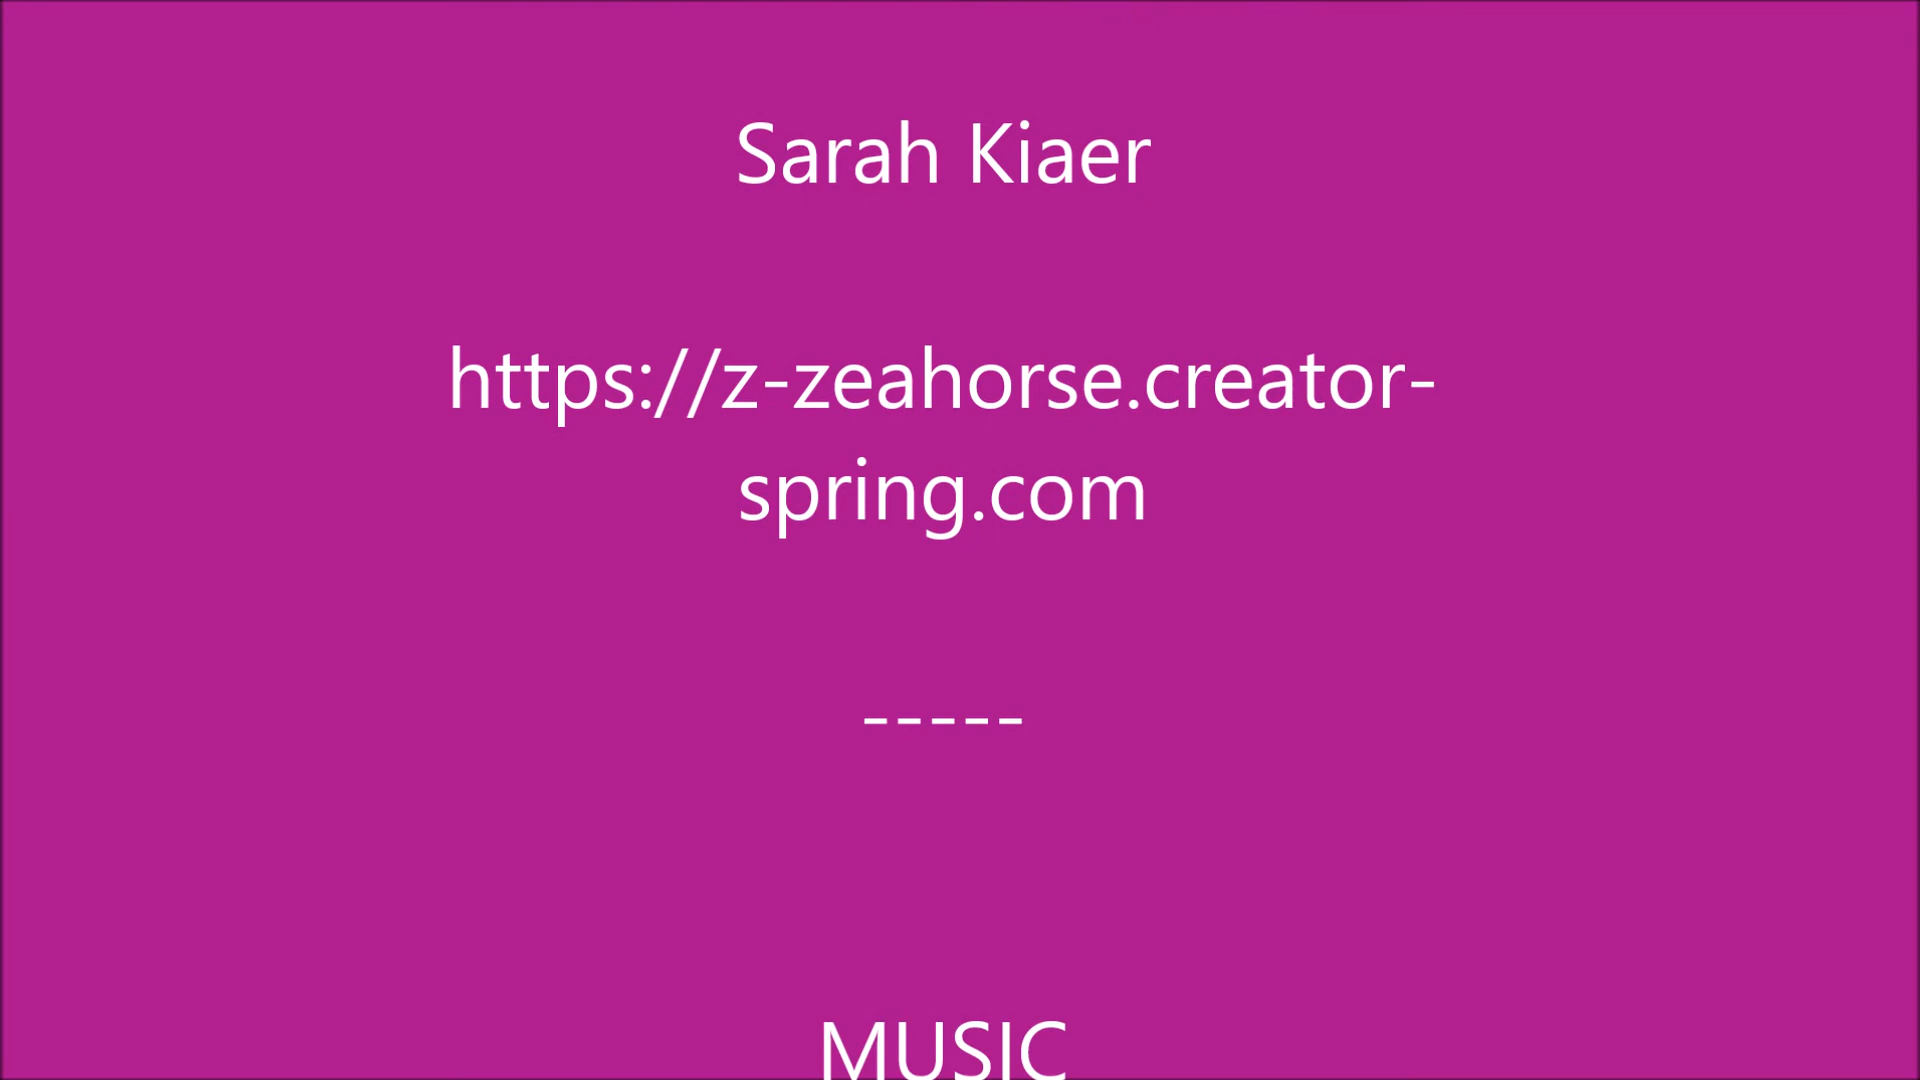 Sarah Kiaer
https://z-zeahorse.creator-
spring.com
-----
MUSIC